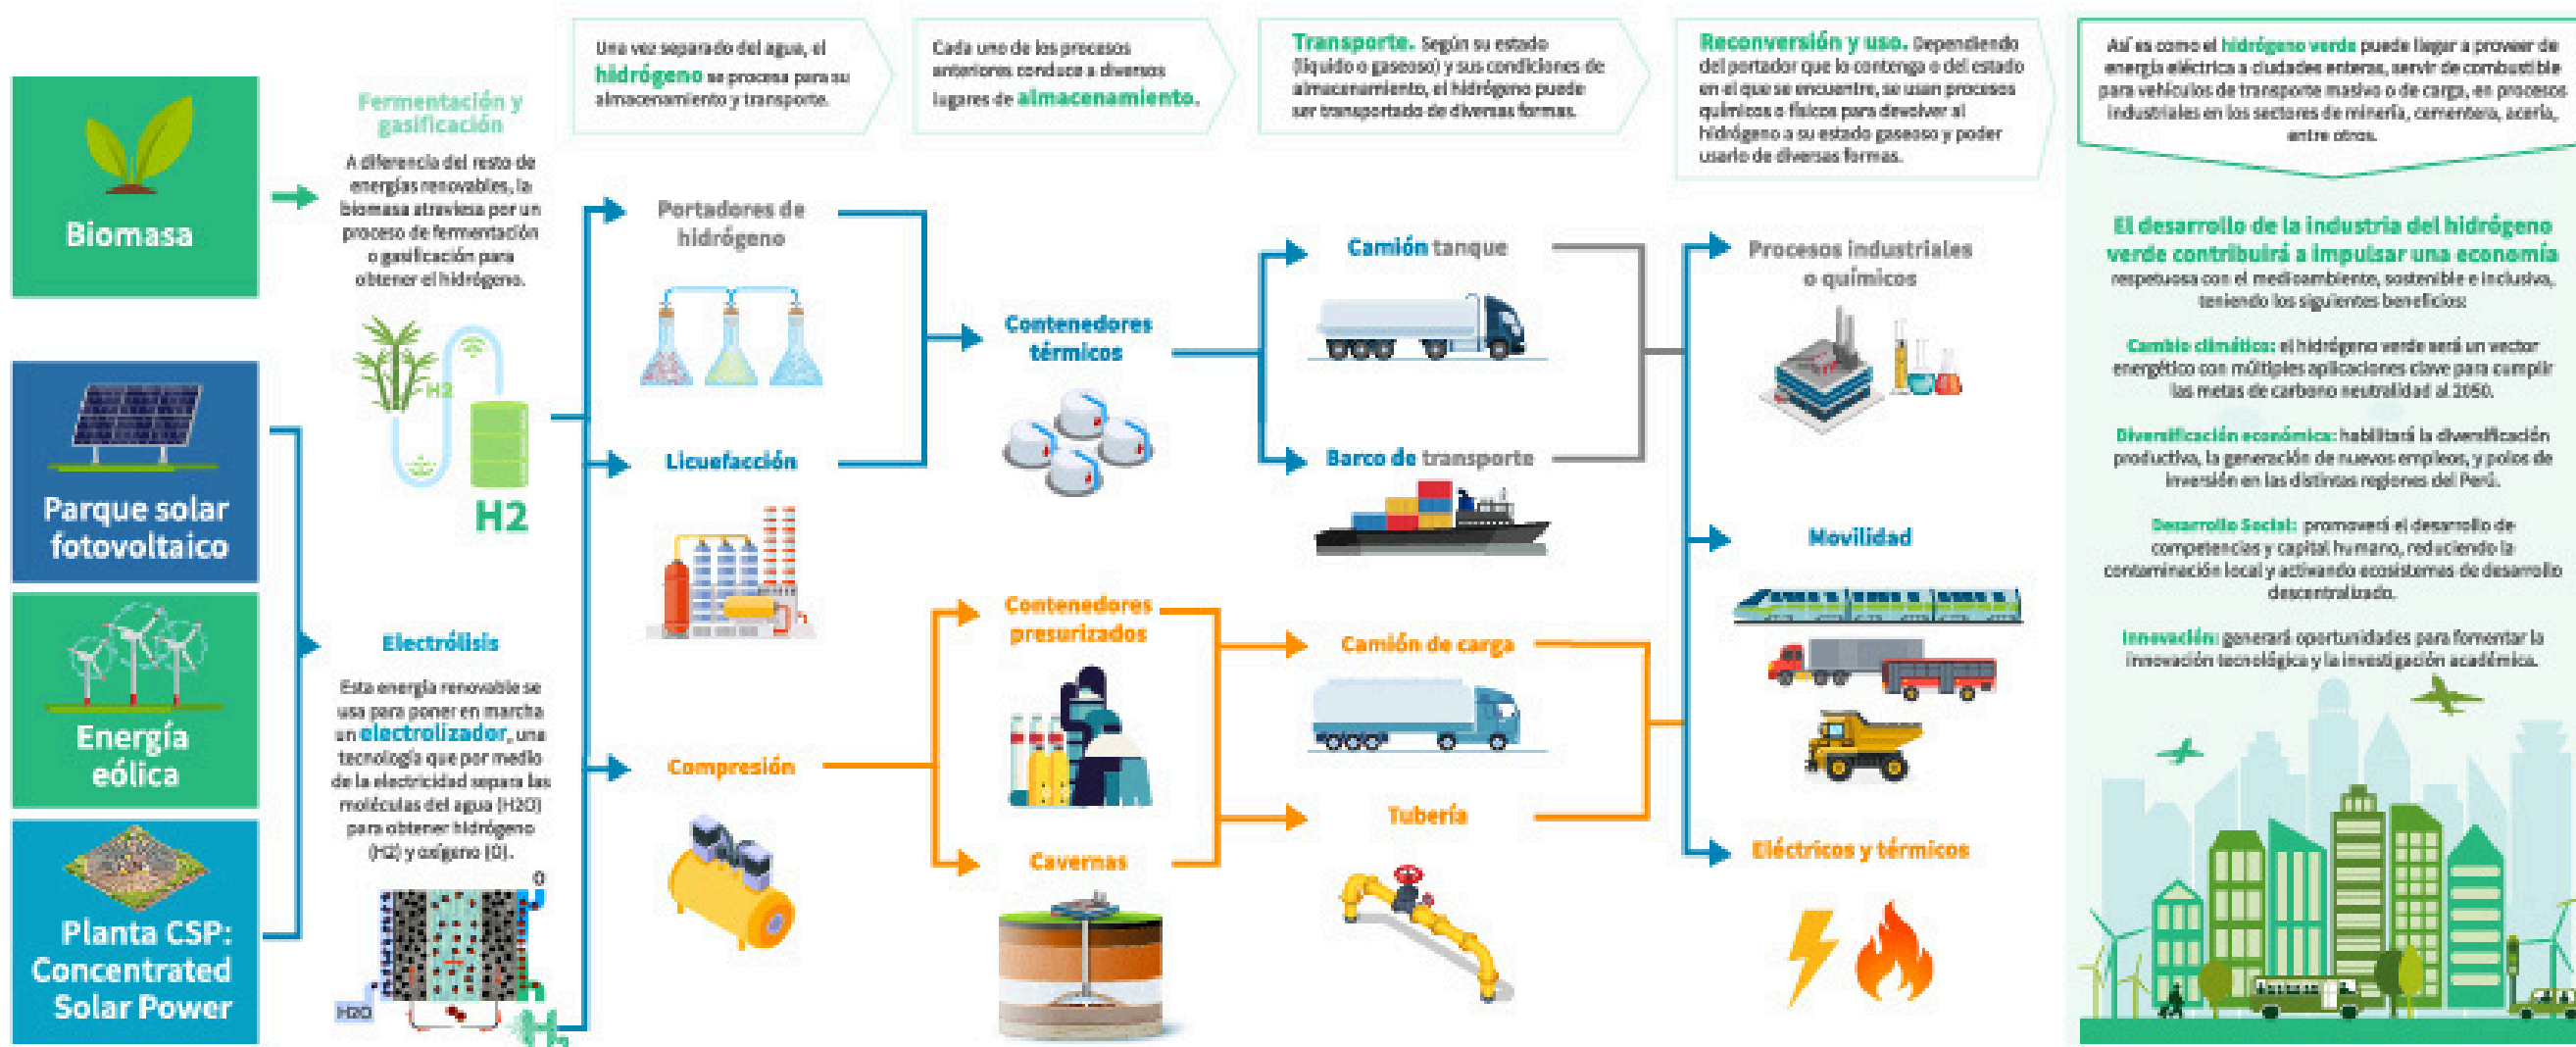 Biomasa
Parque solar
fotovoltaico
Energía
eólica
Planta CSP:
Concentrated
Solar Power
Fermentación y
gasificación
A diferencia del resto de
energías renovables, la
biomasa atraviesa por un
proceso de fermentación
o gasificación para
obtener el hidrógeno.
H2
H2
Electrólisis
Esta energía renovable se
usa para poner en marcha
un electrolizador, una
tecnología que por medio
de la electricidad separa las
moléculas del agua (H2O)
para obtener hidrógeno
(H2) y oxígeno (O).
O
H2O
H2
Una vez separado del agua, el
hidrógeno se procesa para su
almacenamiento y transporte.
Portadores de
hidrógeno
Licuefacción
Compresión
Cada uno de los procesos
anteriores conduce a diversos
lugares de almacenamiento.
Contenedores
térmicos
Contenedores
presurizados
Cavernas
Transporte. Según su estado
(líquido o gaseoso) y sus condiciones de
almacenamiento, el hidrógeno puede
ser transportado de diversas formas.
Camión tanque
Barco de transporte
Camión de carga
Tubería
Reconversión y uso. Dependiendo
del portador que lo contenga o del estado
en el que se encuentre, se usan procesos
químicos o físicos para devolver al
hidrógeno a su estado gaseoso y poder
usarlo de diversas formas.
Procesos industriales
o químicos
Movilidad
Eléctricos y térmicos
Así es como el hidrógeno verde puede llegar a proveer de
energía eléctrica a ciudades enteras, servir de combustible
para vehículos de transporte masivo o de carga, en procesos
industriales en los sectores de minería, cementera, acería,
entre otros.
El desarrollo de la industria del hidrógeno
verde contribuirá a impulsar una economía
respetuosa con el medioambiente, sostenible e inclusiva,
teniendo los siguientes beneficios:
Cambio climático: el hidrógeno verde será un vector
energético con múltiples aplicaciones clave para cumplir
las metas de carbono neutralidad al 2050.
Diversificación económica: habilitará la diversificación
productiva, la generación de nuevos empleos, y polos de
inversión en las distintas regiones del Perú.
Desarrollo Social: promoverá el desarrollo de
competencias y capital humano, reduciendo la
contaminación local y activando ecosistemas de desarrollo
descentralizado.
Innovación: generará oportunidades para fomentar la
innovación tecnológica y la investigación académica.